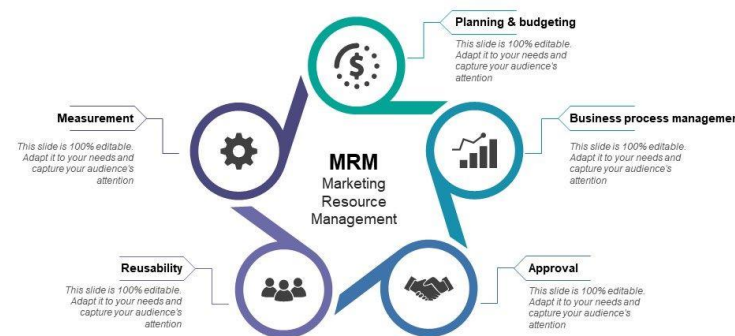 Planning & budgeting
This slide is 100% editable.
Adapt it to your needs and
capture your audience's
attention
Measurement
This slide is 100% editable.
Adapt it to your needs and
capture your audience's
attention
Business process managemen
This slide is 100% editable.
Adapt it to your needs and
capture your audience's
attention
$
MRM
Marketing
Resource
Management
Reusability
This slide is 100% editable.
Adapt it to your needs and
capture your audience's
attention
Approval
This slide is 100% editable.
Adapt it to your needs and
capture your audience's
attention